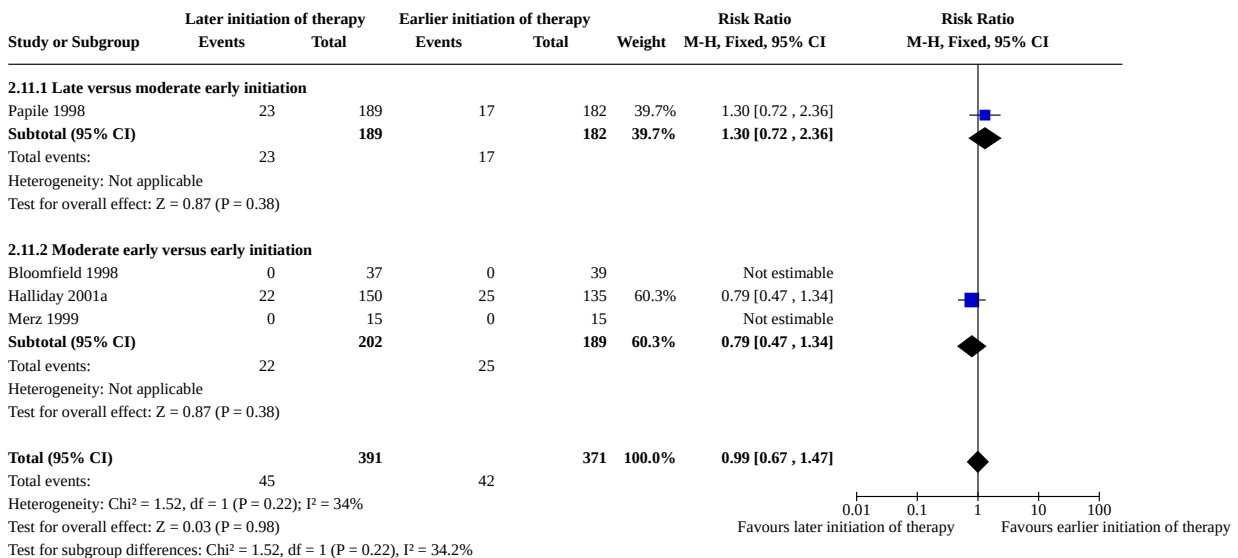 Later initiation of therapy Earlier initiation of therapy Risk Ratio Risk Ratio
Study or Subgroup Events Total Events Total Weight M-H, Fixed, 95% CI M-H, Fixed, 95% CI
2.11.1 Late versus moderate early initiation
Papile 1998 23 189 17 182 39.7% 1.30 [0.72 , 2.36]
Subtotal (95% CI) 189 182 39.7% 1.30 [0.72 , 2.36]
Total events: 23 17
Heterogeneity: Not applicable
Test for overall effect: Z = 0.87 (P = 0.38)
2.11.2 Moderate early versus early initiation
Bloomfield 1998 0 37 0 39 Not estimable
Halliday 2001a 22 150 25 135 60.3% 0.79 [0.47 , 1.34]
Merz 1999 0 15 0 15 Not estimable
Subtotal (95% CI) 202 189 60.3% 0.79 [0.47 , 1.34]
Total events: 22 25
Heterogeneity: Not applicable
Test for overall effect: Z = 0.87 (P = 0.38)
Total (95% CI) 391 371 100.0% 0.99 [0.67 , 1.47]
Total events: 45 42
Heterogeneity: Chi² = 1.52, df = 1 (P = 0.22); I² = 34%
0.01 0.1 1 10 100
Test for overall effect: Z = 0.03 (P = 0.98) Favours later initiation of therapy Favours earlier initiation of therapy
Test for subgroup differences: Chi² = 1.52, df = 1 (P = 0.22), I² = 34.2%